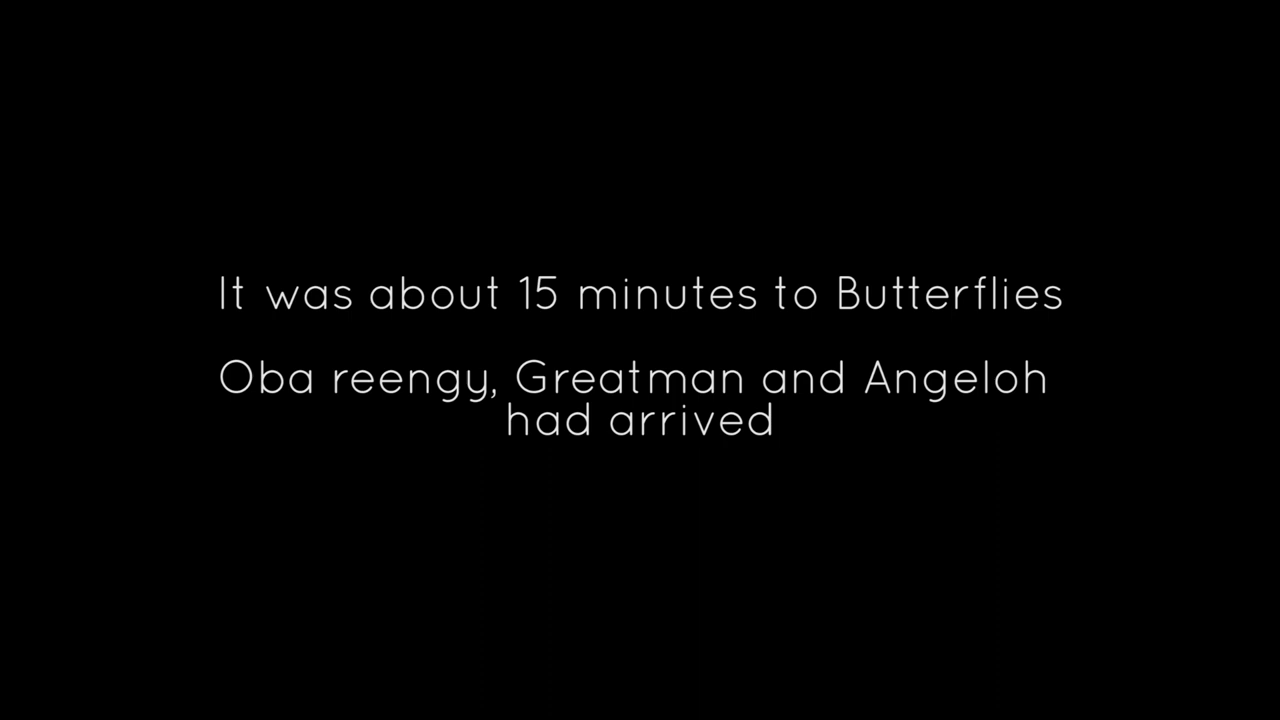 It was about 15 minutes to Butterflies
Oba reengy, Greatman and Angeloh
had arrived